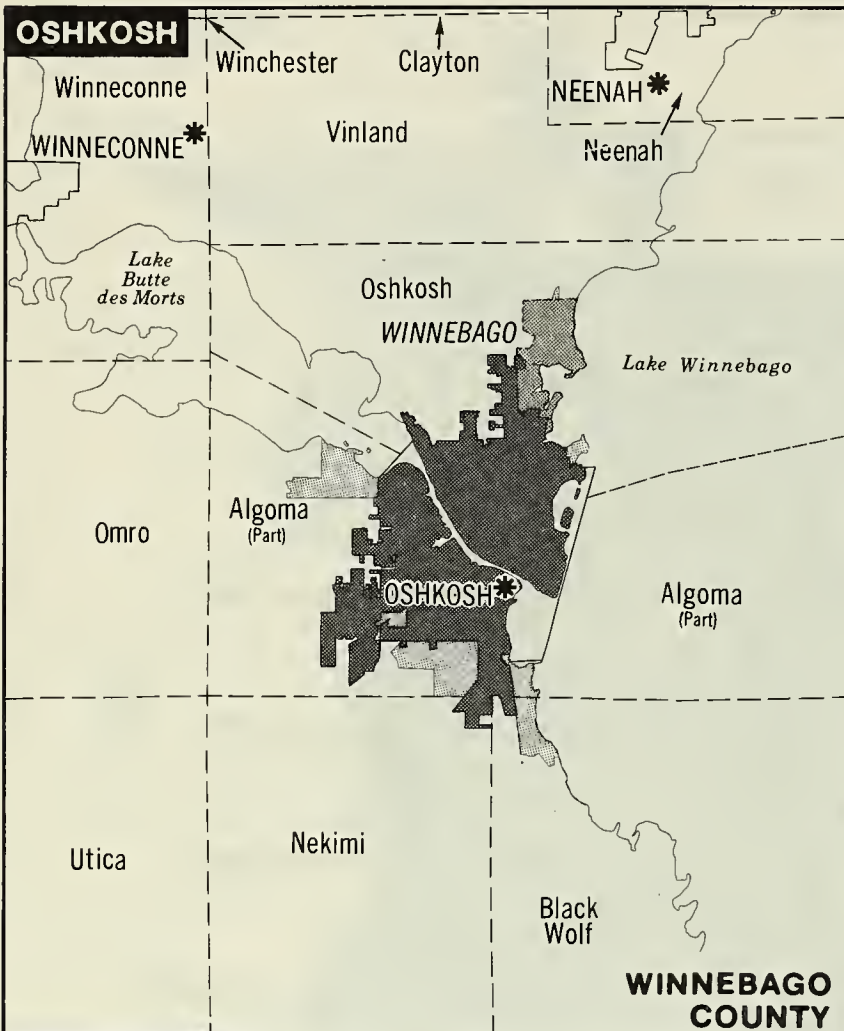 OSHKOSH
Winchester
Clayton
Winneconne
NEENAH *
WINNECONNE *
Vinland
Neenah
Lake
Butte
des Morts
Oshkosh
WINNEBAGO
Lake Winnebago
Omro
Algoma
(Part)
OSHKOSH *
Algoma
(Part)
Utica
Nekimi
Black
Wolf
WINNEBAGO
COUNTY